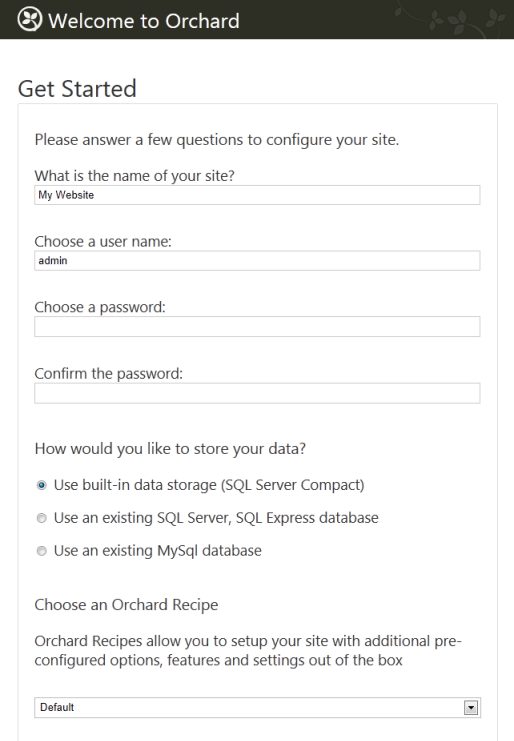 Welcome to Orchard
Get Started
Please answer a few questions to configure your site.
What is the name of your site?
My Website
Choose a user name:
admin
Choose a password:
Confirm the password:
How would you like to store your data?
Use built-in data storage (SQL Server Compact)
Use an existing SQL Server, SQL Express database
Use an existing MySql database
Choose an Orchard Recipe
Orchard Recipes allow you to setup your site with additional pre-
configured options, features and settings out of the box
Default